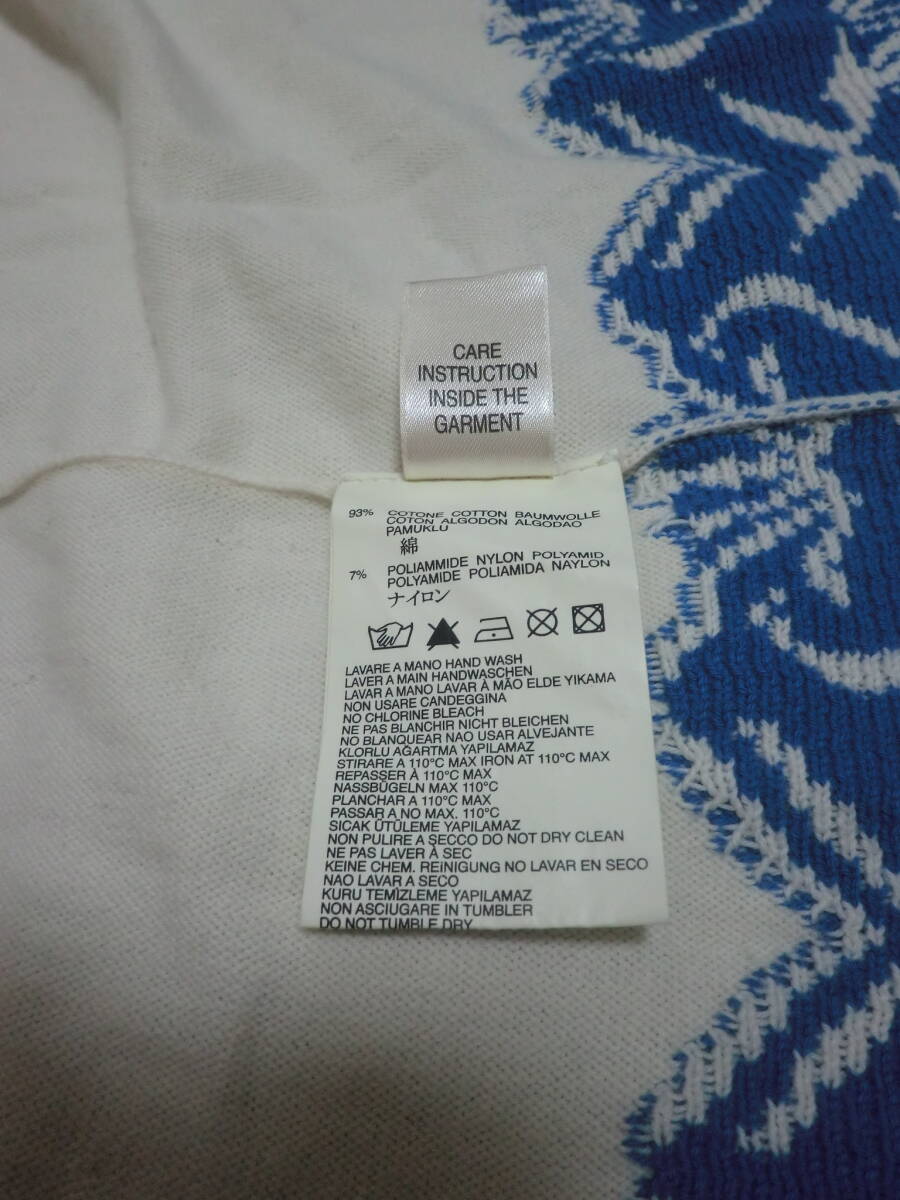 CARE
INSTRUCTION
INSIDE THE
GARMENT
93% COTONE COTTON BAUMWOLLE
COTON ALGODON ALGODAO
PAMUKLU
綿
7% POLIAMMIDE NYLON POLYAMID
POLYAMIDE POLIAMIDA NAYLON
ナイロン
LAVARE A MANO HAND WASH
LAVER A MAIN HANDWASCHEN
LAVAR A MANO LAVAR À MÃO ELDE YIKAMA
NON USARE CANDEGGINA
NO CHLORINE BLEACH
NE PAS BLANCHIR NICHT BLEICHEN
NO BLANQUEAR NAO USAR ALVEJANTE
KLORLU AĞARTMA YAPILAMAZ
STIRARE A 110°C MAX IRON AT 110°C MAX
REPASSER À 110°C MAX
NASSBÜGELN MAX 110°C
PLANCHAR A 110°C MAX
PASSAR A NO MAX. 110°C
SICAK ÜTÜLEME YAPILAMAZ
NON PULIRE A SECCO DO NOT DRY CLEAN
NE PAS LAVER À SEC
KEINE CHEM. REiNIGUNG NO LAVAR EN SECO
NAO LAVAR A SECO
KURU TEMİZLEME YAPILAMAZ
NON ASCIUGARE IN TUMBLER
DO NOT TUMBLE DRY